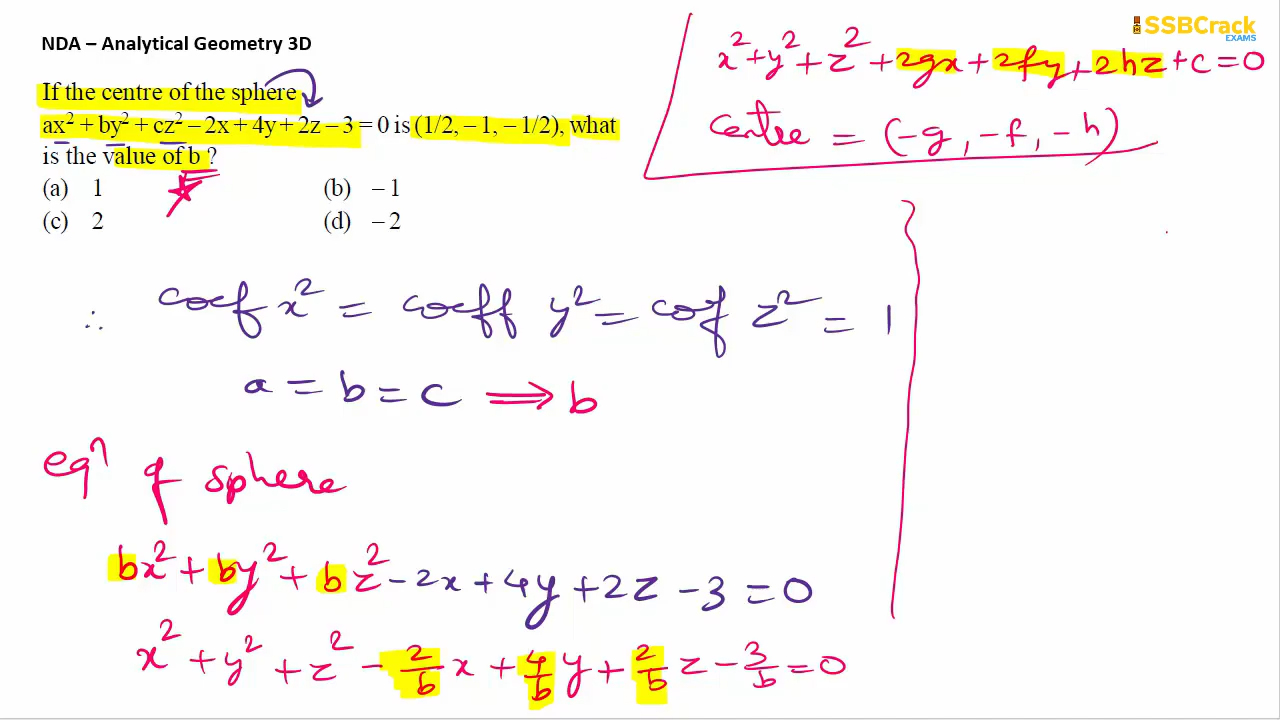 SSBCrack
EXAMS
NDA – Analytical Geometry 3D
If the centre of the sphere
ax² + by² + cz² – 2x + 4y + 2z – 3 = 0 is (1/2, – 1, – 1/2), what
is the value of b ?
(a) 1 (b) – 1
(c) 2 (d) – 2
x² + y² + z² + 2gx + 2fy + 2hz + c = 0
Centre = (-g, -f, -h)
∴ coef x² = coeff y² = cof z² = 1
a = b = c ⟹ b
eqn of sphere
bx² + by² + bz² - 2x + 4y + 2z - 3 = 0
x² + y² + z² - 2/b x + 4/b y + 2/b z - 3/b = 0